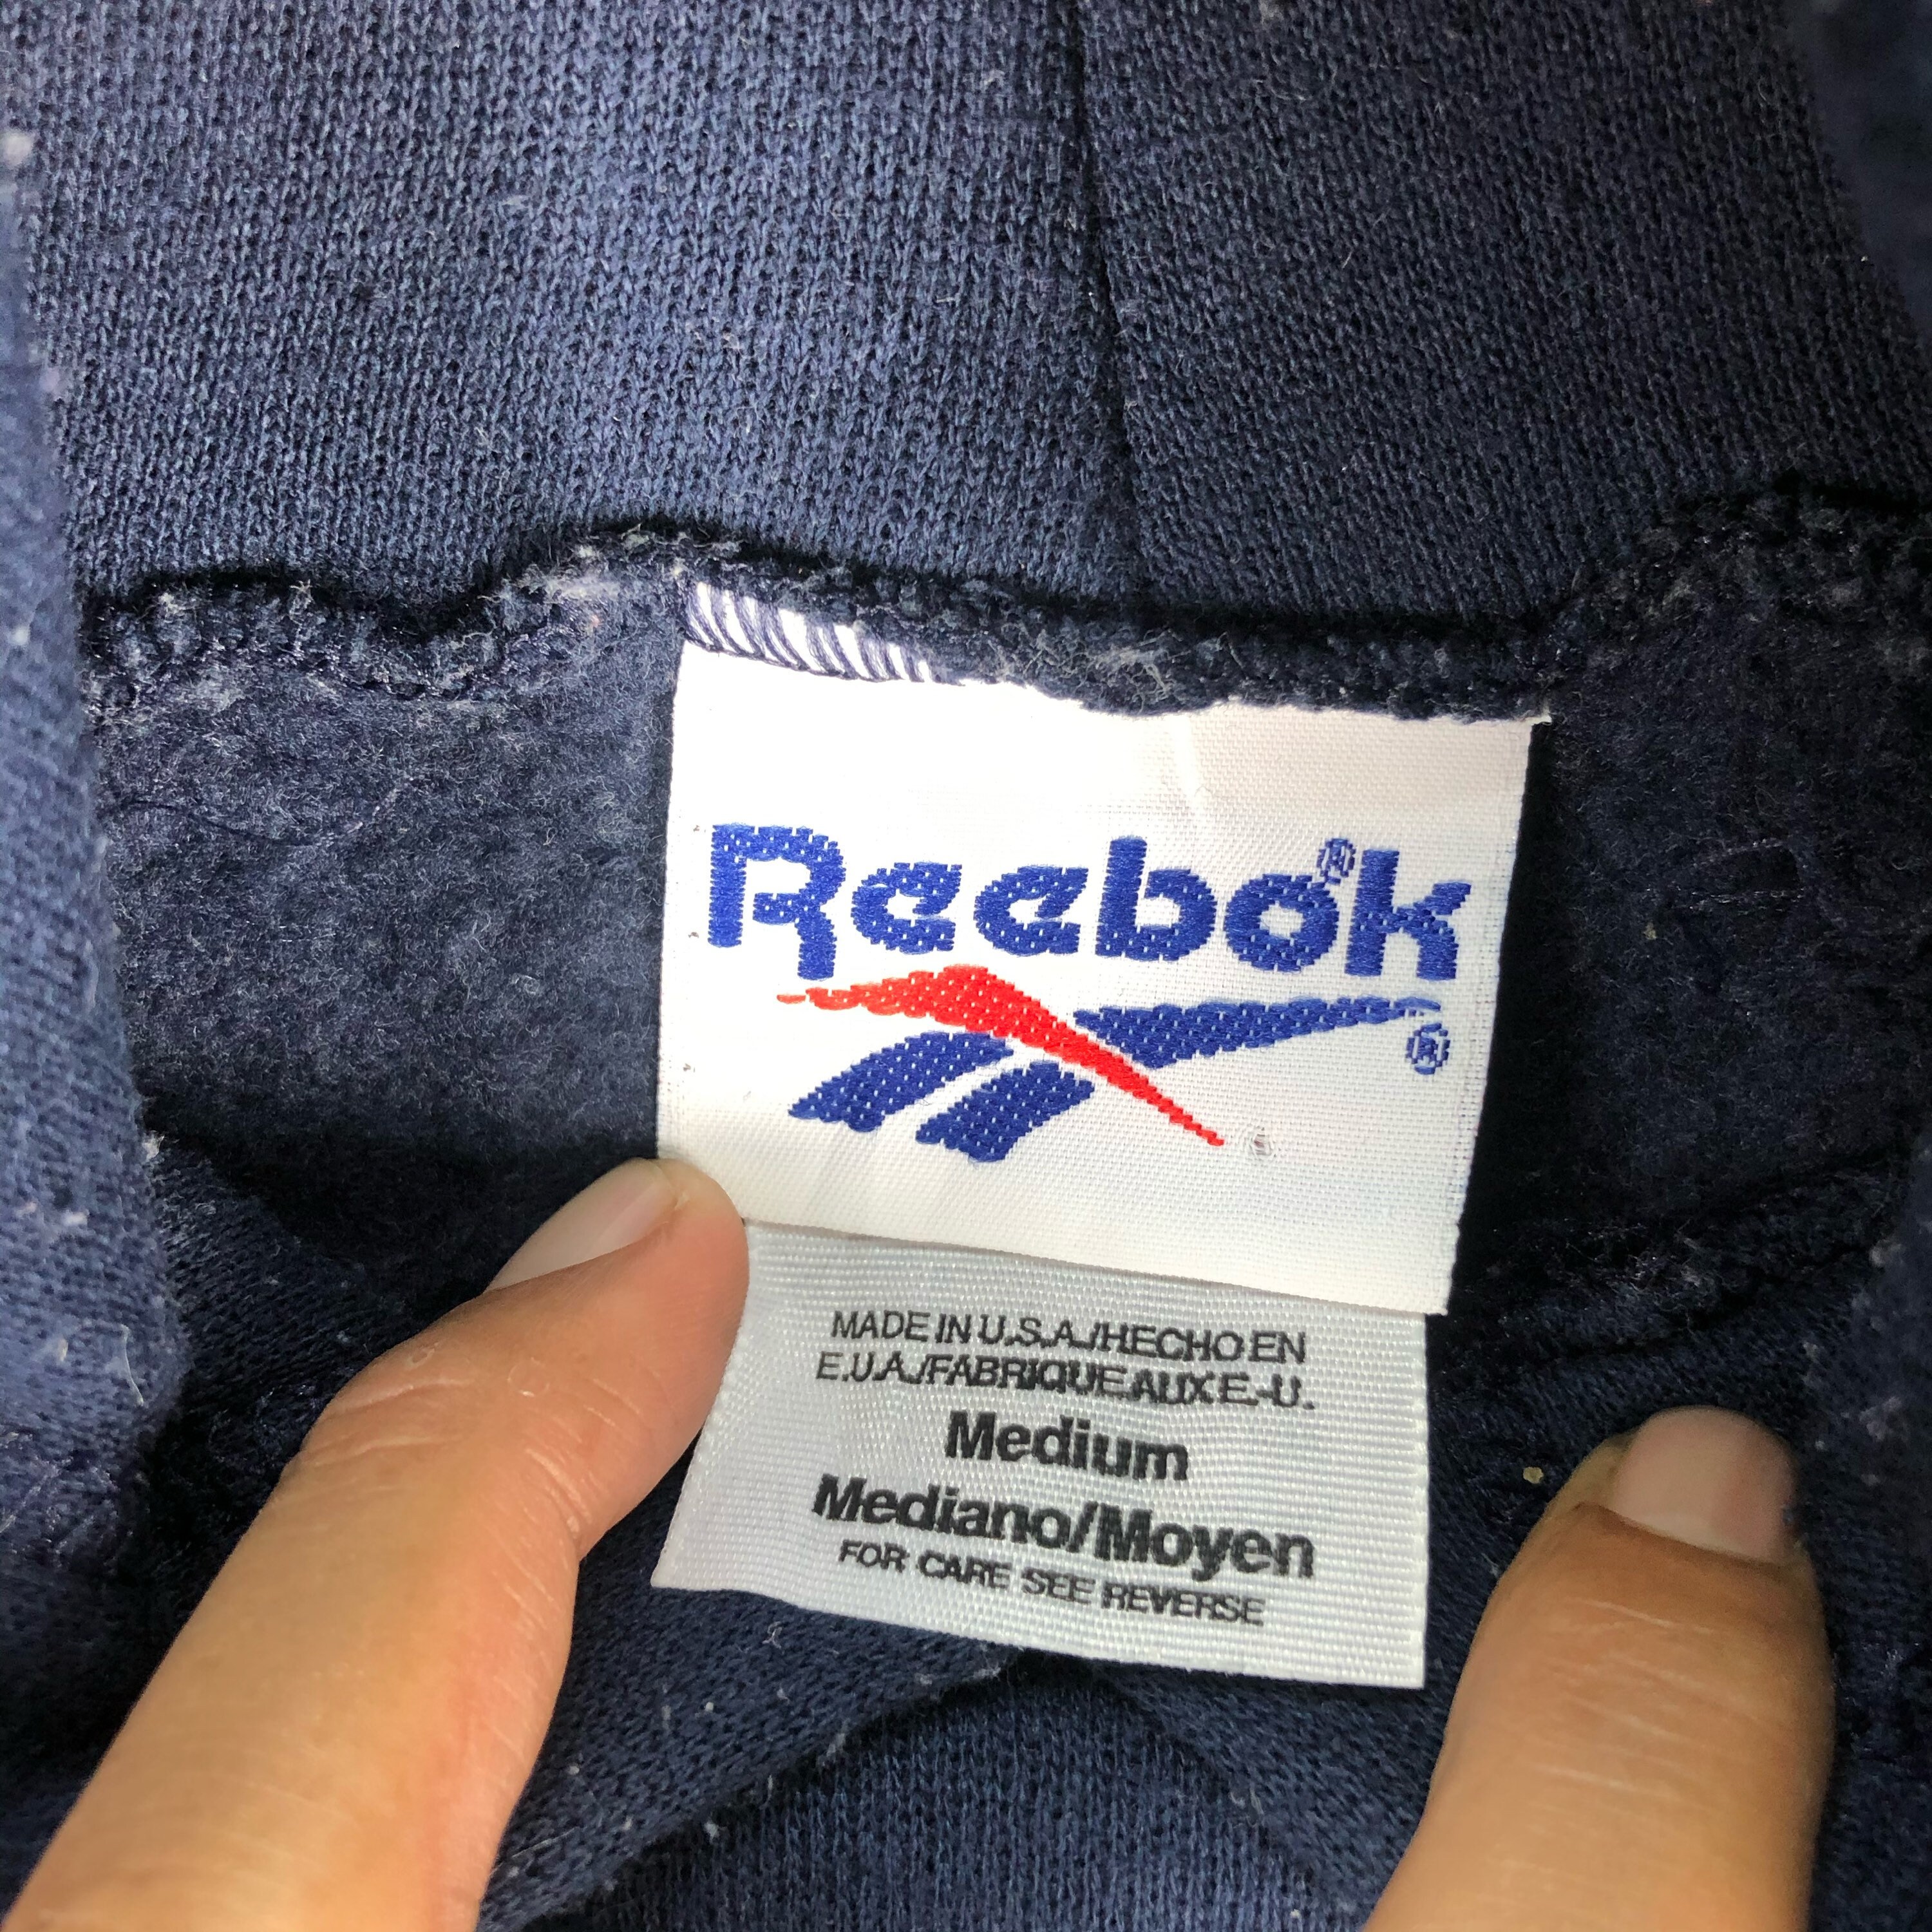 Reebok®
®
MADE IN U.S.A./HECHO EN
E.U.A./FABRIQUE AUX E.-U.
Medium
Mediano/Moyen
FOR CARE SEE REVERSE